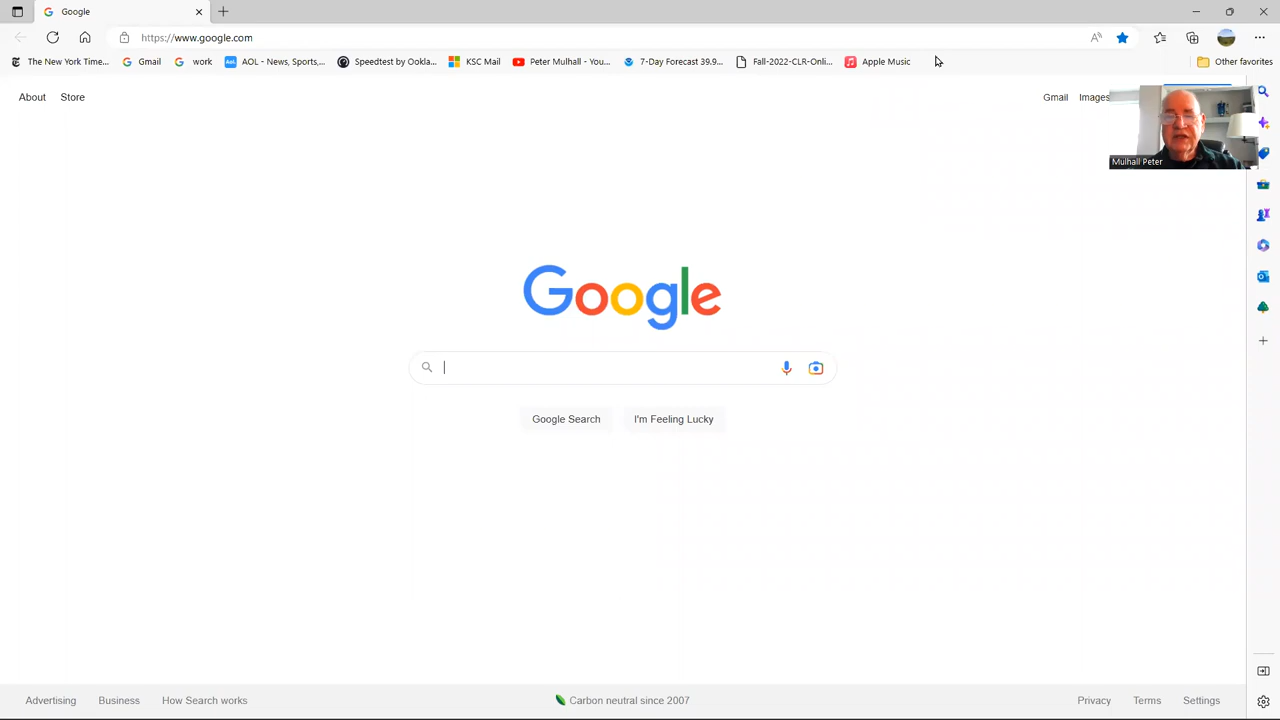 Google
https://www.google.com
The New York Time...
Gmail
work
AOL - News, Sports,...
Speedtest by Ookla...
KSC Mail
Peter Mulhall - You...
7-Day Forecast 39.9...
Fall-2022-CLR-Onli...
Apple Music
Other favorites
About
Store
Gmail
Images
Mulhall Peter
Google
Google Search
I'm Feeling Lucky
Advertising
Business
How Search works
Carbon neutral since 2007
Privacy
Terms
Settings